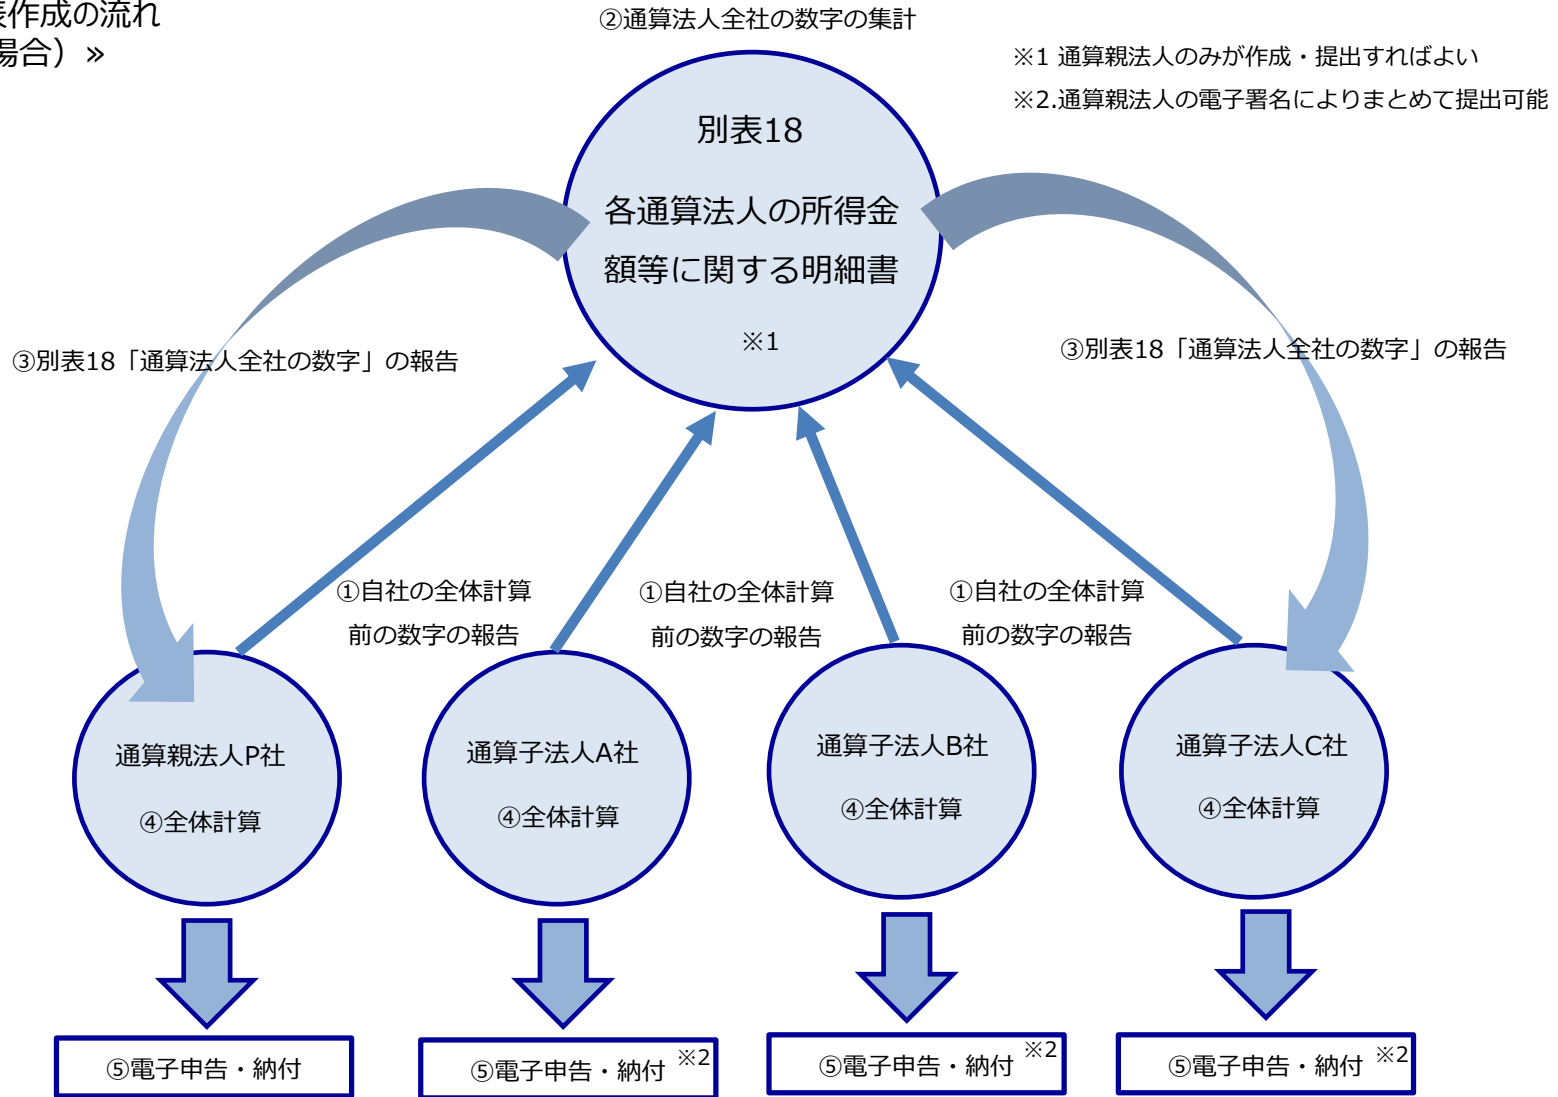 表作成の流れ
場合）»
②通算法人全社の数字の集計
※1 通算親法人のみが作成・提出すればよい
※2.通算親法人の電子署名によりまとめて提出可能
別表18
各通算法人の所得金
額等に関する明細書
※1
③別表18「通算法人全社の数字」の報告
③別表18「通算法人全社の数字」の報告
①自社の全体計算
前の数字の報告
①自社の全体計算
前の数字の報告
①自社の全体計算
前の数字の報告
通算親法人P社
④全体計算
通算子法人A社
④全体計算
通算子法人B社
④全体計算
通算子法人C社
④全体計算
⑤電子申告・納付
⑤電子申告・納付 ※2
⑤電子申告・納付 ※2
⑤電子申告・納付 ※2